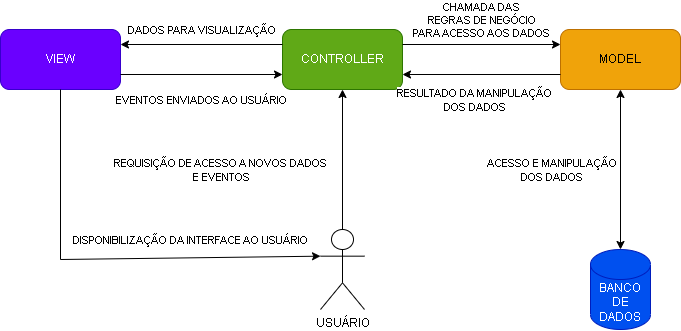 CHAMADA DAS
REGRAS DE NEGÓCIO
PARA ACESSO AOS DADOS
DADOS PARA VISUALIZAÇÃO
VIEW
CONTROLLER
MODEL
EVENTOS ENVIADOS AO USUÁRIO
RESULTADO DA MANIPULAÇÃO
DOS DADOS
REQUISIÇÃO DE ACESSO A NOVOS DADOS
E EVENTOS
ACESSO E MANIPULAÇÃO
DOS DADOS
DISPONIBILIZAÇÃO DA INTERFACE AO USUÁRIO
USUÁRIO
BANCO
DE
DADOS